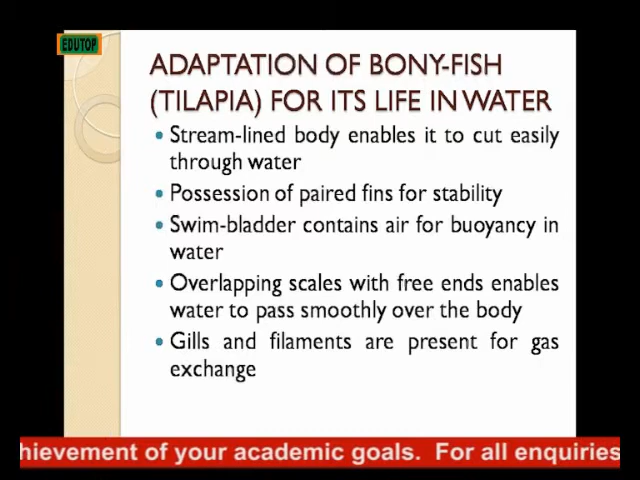 EDUTOP
ADAPTATION OF BONY-FISH
(TILAPIA) FOR ITS LIFE IN WATER
• Stream-lined body enables it to cut easily
through water
• Possession of paired fins for stability
• Swim-bladder contains air for buoyancy in
water
• Overlapping scales with free ends enables
water to pass smoothly over the body
• Gills and filaments are present for gas
exchange
hievement of your academic goals. For all enquiries